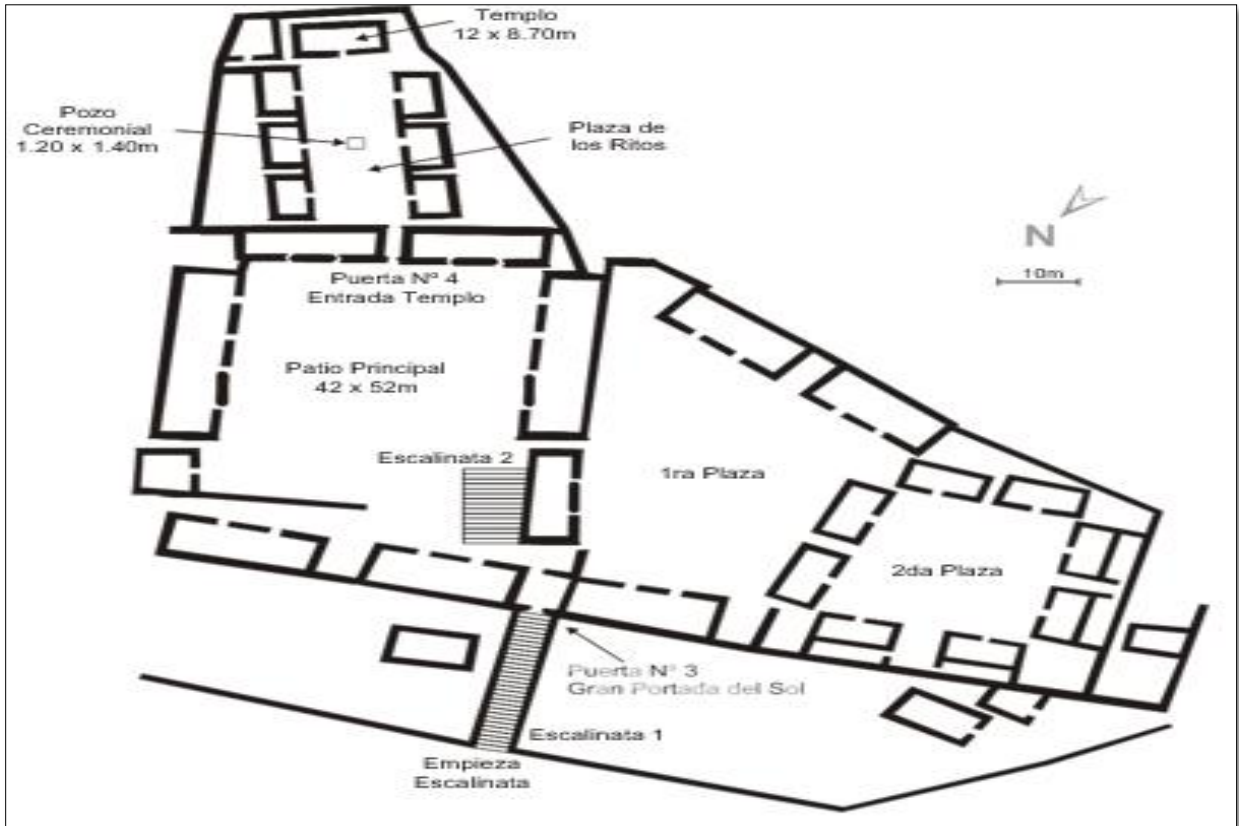 Templo
12 x 8.70m
Pozo
Ceremonial
1.20 x 1.40m
Plaza de
los Ritos
N
10m
Puerta Nº 4
Entrada Templo
Patio Principal
42 x 52m
Escalinata 2
1ra Plaza
2da Plaza
Puerta Nº 3
Gran Portada del Sol
Escalinata 1
Empieza
Escalinata